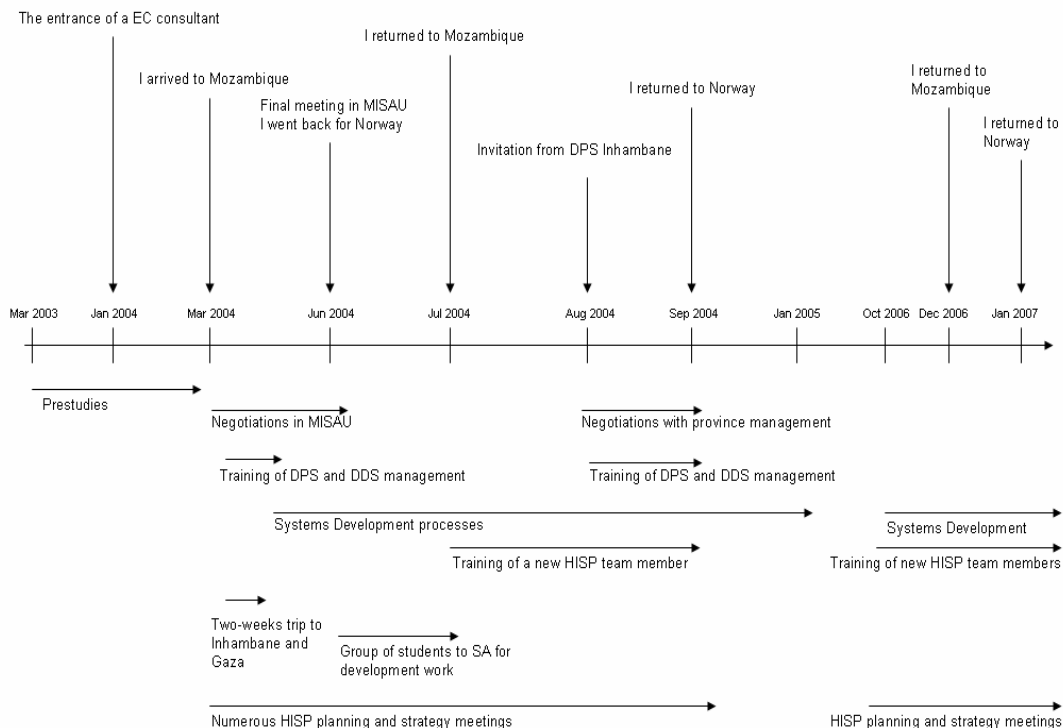 The entrance of a EC consultant
I arrived to Mozambique
Final meeting in MISAU
I went back for Norway
I returned to Mozambique
Invitation from DPS Inhambane
I returned to Norway
I returned to
Mozambique
I returned to
Norway
Mar 2003
Jan 2004
Mar 2004
Jun 2004
Jul 2004
Aug 2004
Sep 2004
Jan 2005
Oct 2006
Dec 2006
Jan 2007
Prestudies
Negotiations in MISAU
Negotiations with province management
Training of DPS and DDS management
Training of DPS and DDS management
Systems Development processes
Systems Development
Training of a new HISP team member
Training of new HISP team members
Two-weeks trip to
Inhambane and
Gaza
Group of students to SA for
development work
Numerous HISP planning and strategy meetings
HISP planning and strategy meetings